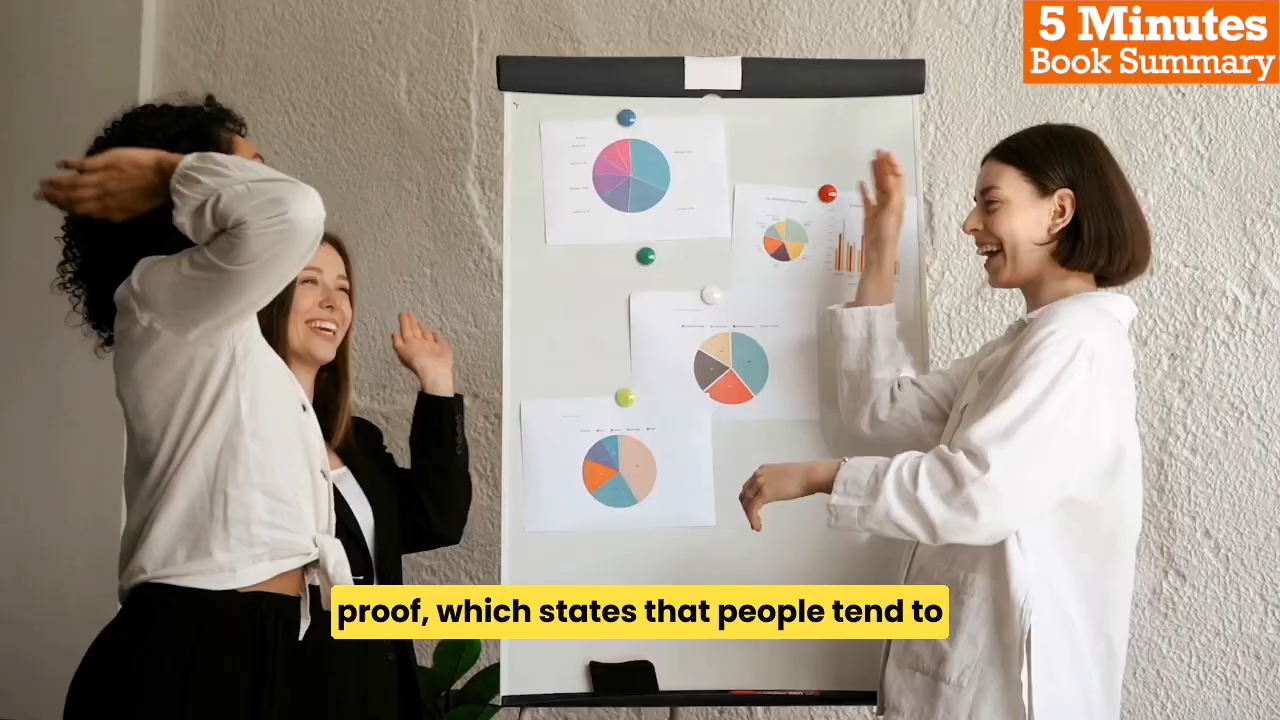 5 Minutes
Book Summary
proof, which states that people tend to